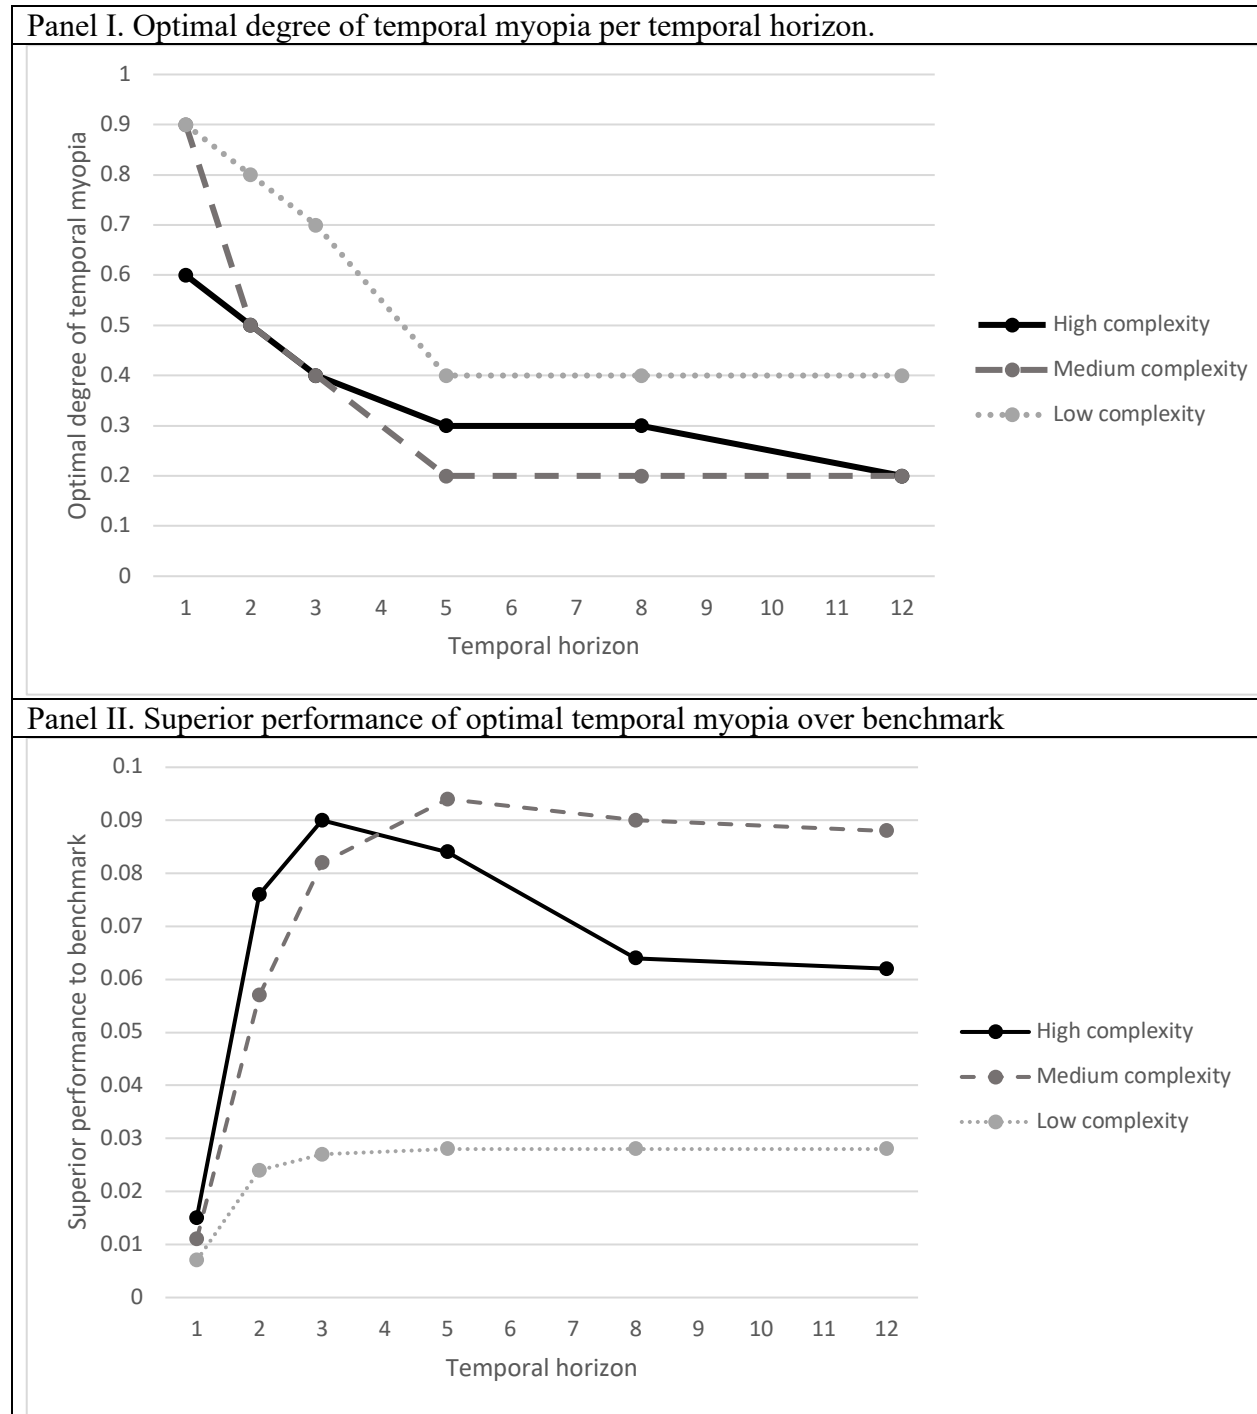 Panel I. Optimal degree of temporal myopia per temporal horizon.
1
0.9
0.8
0.7
0.6
0.5
0.4
0.3
0.2
0.1
0
Optimal degree of temporal myopia
1 2 3 4 5 6 7 8 9 10 11 12
Temporal horizon
High complexity
Medium complexity
Low complexity
Panel II. Superior performance of optimal temporal myopia over benchmark
0.1
0.09
0.08
0.07
0.06
0.05
0.04
0.03
0.02
0.01
0
Superior performance to benchmark
1 2 3 4 5 6 7 8 9 10 11 12
Temporal horizon
High complexity
Medium complexity
Low complexity